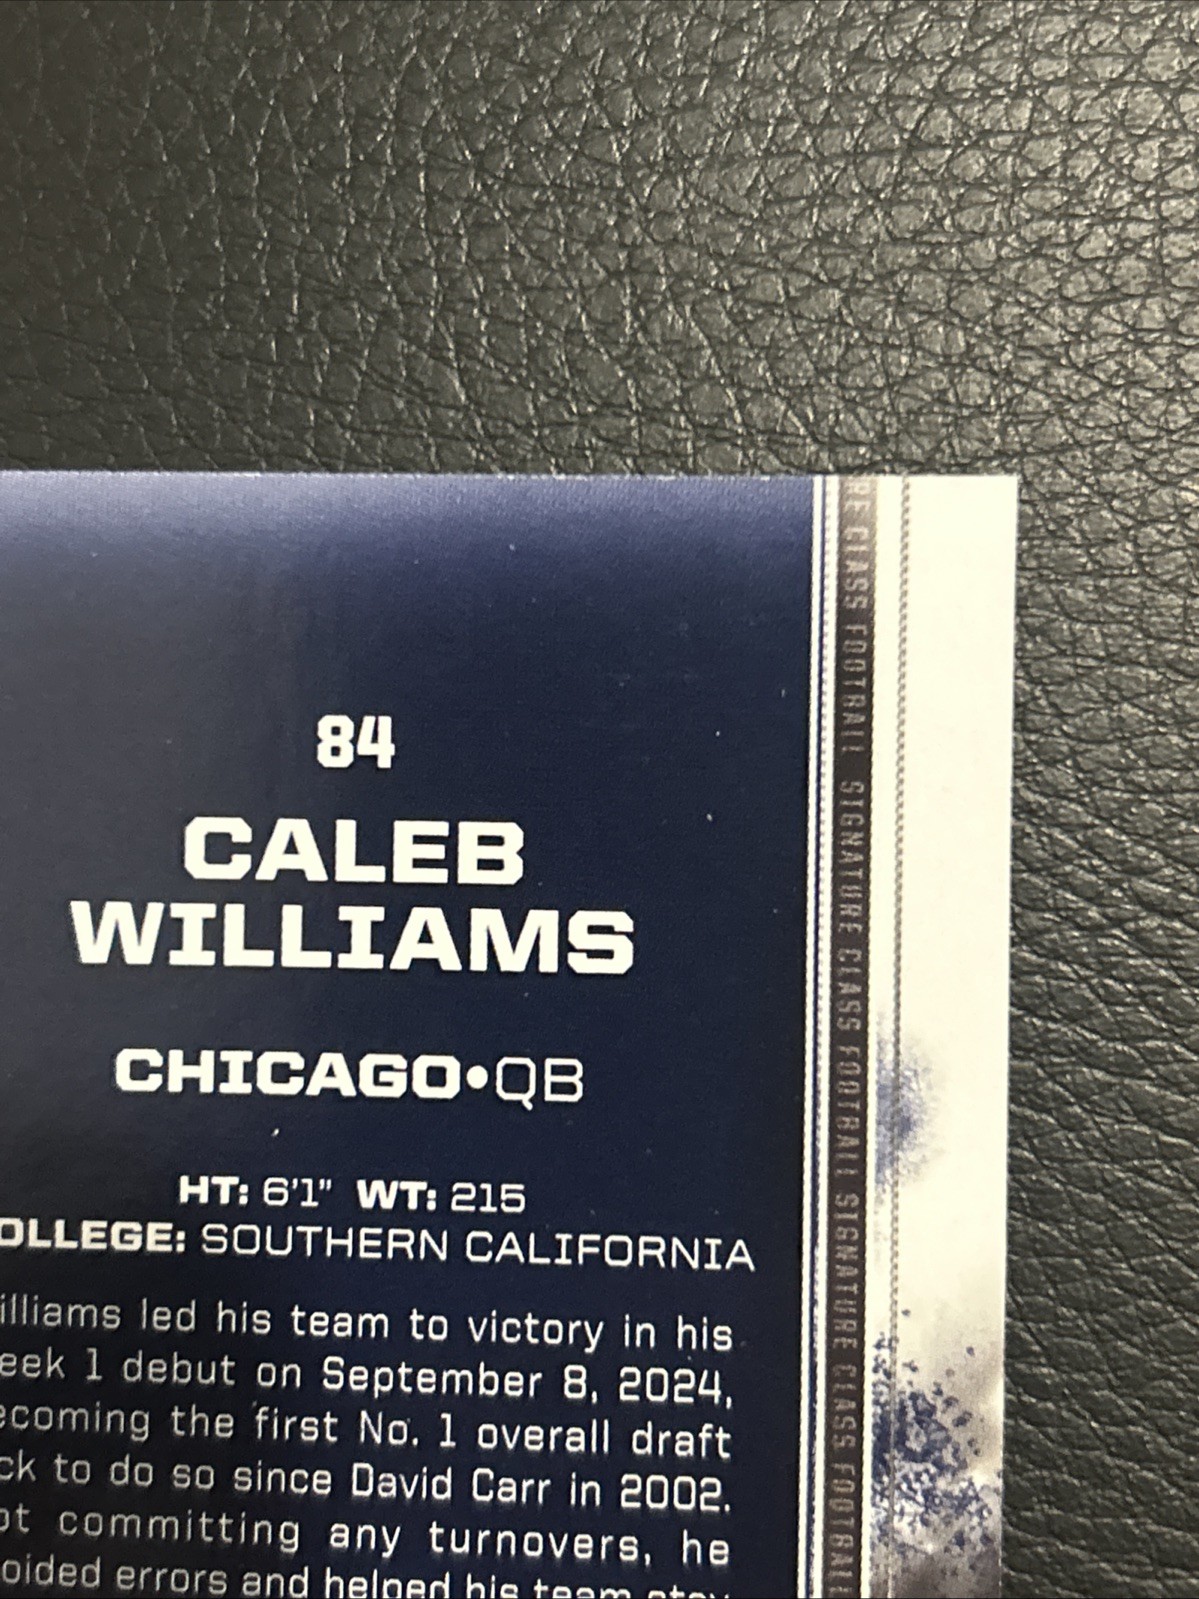 84
CALEB
WILLIAMS
CHICAGO•QB
HT: 6'1" WT: 215
OLLEGE: SOUTHERN CALIFORNIA
illiams led his team to victory in his
eek 1 debut on September 8, 2024,
ecoming the first No. 1 overall draft
ck to do so since David Carr in 2002.
ot committing any turnovers, he
oided errors and helped his team stay
RE CLASS FOOTBALL SIGNATURE CLASS FOOTBALL SIGNATURE CLASS FOOTBALL